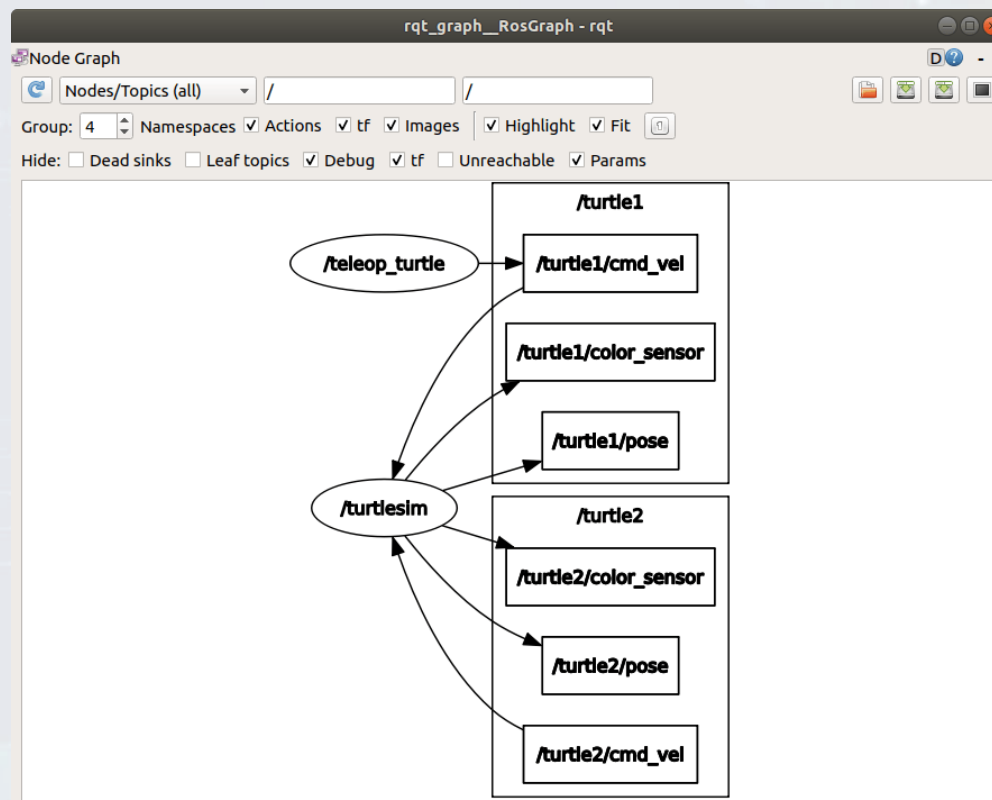 rqt_graph__RosGraph - rqt
Node Graph D ? -
Nodes/Topics (all) / /
Group: 4 Namespaces Actions tf Images Highlight Fit
Hide: Dead sinks Leaf topics Debug tf Unreachable Params
/turtle1
/teleop_turtle /turtle1/cmd_vel
/turtle1/color_sensor
/turtle1/pose
/turtlesim
/turtle2
/turtle2/color_sensor
/turtle2/pose
/turtle2/cmd_vel